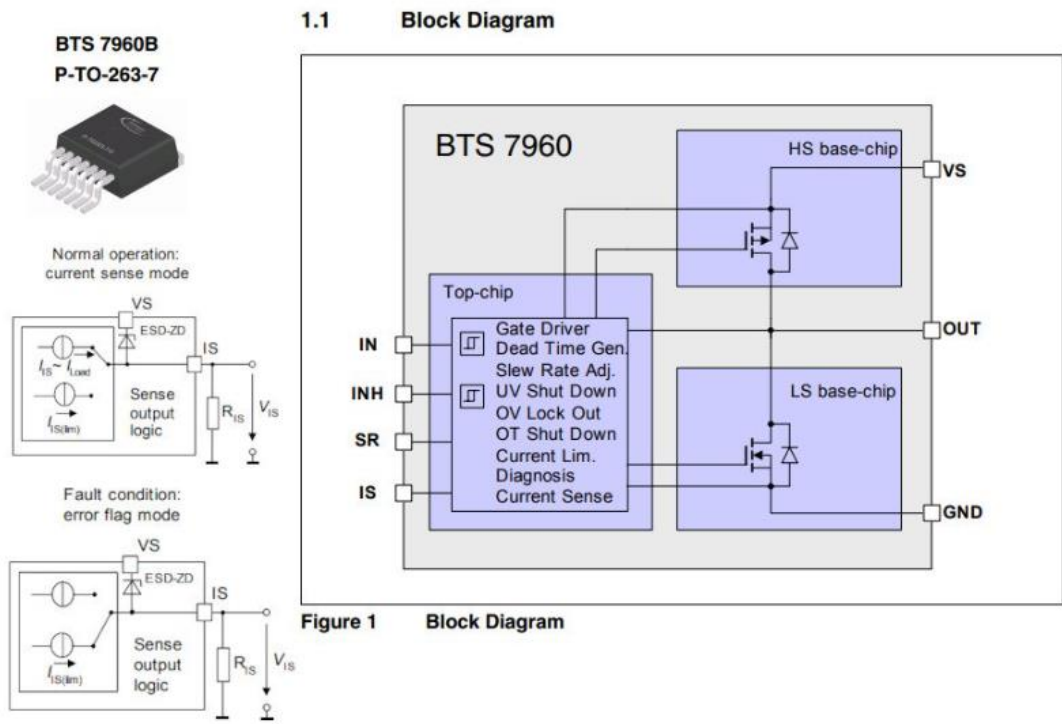 BTS 7960B
P-TO-263-7
Normal operation:
current sense mode
VS
ESD-ZD
IS
IIS ~ ILoad
IIS(lim)
Sense
output
logic
RIS
VIS
Fault condition:
error flag mode
VS
ESD-ZD
IS
IIS(lim)
Sense
output
logic
RIS
VIS
1.1 Block Diagram
BTS 7960
HS base-chip
VS
Top-chip
IN
INH
SR
IS
Gate Driver
Dead Time Gen.
Slew Rate Adj.
UV Shut Down
OV Lock Out
OT Shut Down
Current Lim.
Diagnosis
Current Sense
OUT
LS base-chip
GND
Figure 1 Block Diagram